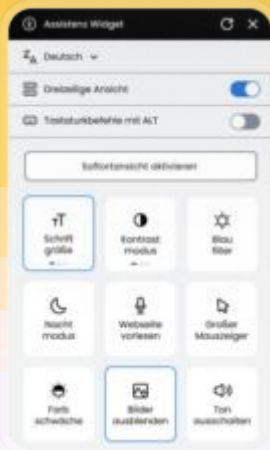 Assistenz Widget
Deutsch
Dreizeilige Ansicht
Tastaturkürbefehle mit ALT
Sofortansicht aktivieren
Schrift
größe
Kontrast
modus
Blau
filter
Nacht
modus
Webseite
vorlesen
Großer
Mauszeiger
Farb
schwäche
Bilder
ausblenden
Ton
ausschalten